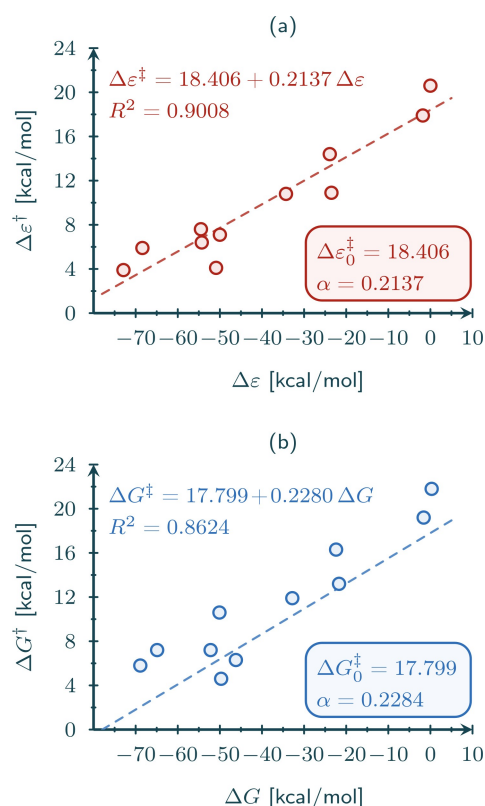 (a)
24
20
16
12
8
4
0
Δε† [kcal/mol]
Δε‡ = 18.406 + 0.2137 Δε
R² = 0.9008
Δε‡₀ = 18.406
α = 0.2137
−70 −60 −50 −40 −30 −20 −10 0 10
Δε [kcal/mol]
(b)
24
20
16
12
8
4
0
ΔG† [kcal/mol]
ΔG‡ = 17.799+0.2280 ΔG
R² = 0.8624
ΔG‡₀ = 17.799
α = 0.2284
−70 −60 −50 −40 −30 −20 −10 0 10
ΔG [kcal/mol]